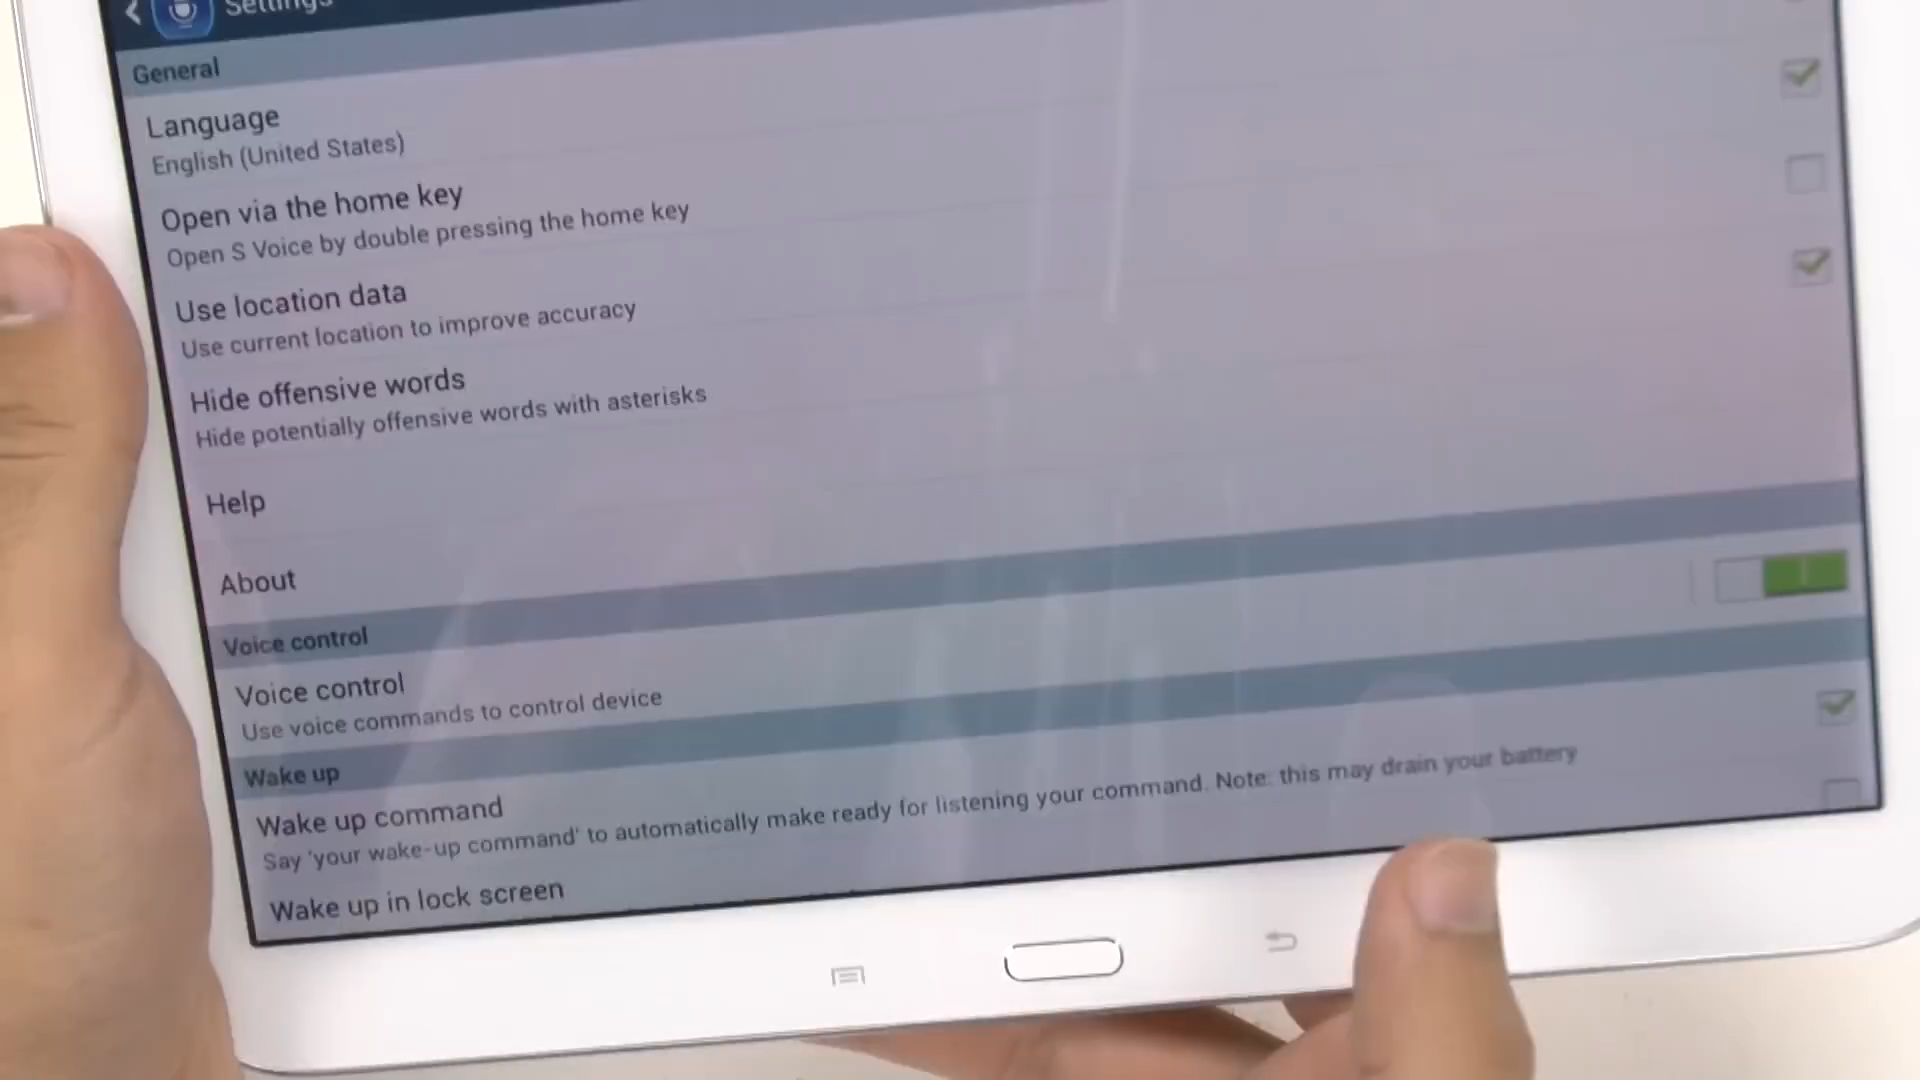 Settings
General
Language
English (United States)
Open via the home key
Open S Voice by double pressing the home key
Use location data
Use current location to improve accuracy
Hide offensive words
Hide potentially offensive words with asterisks
Help
About
Voice control
Voice control
Use voice commands to control device
Wake up
Wake up command
Say 'your wake-up command' to automatically make ready for listening your command. Note: this may drain your battery
Wake up in lock screen